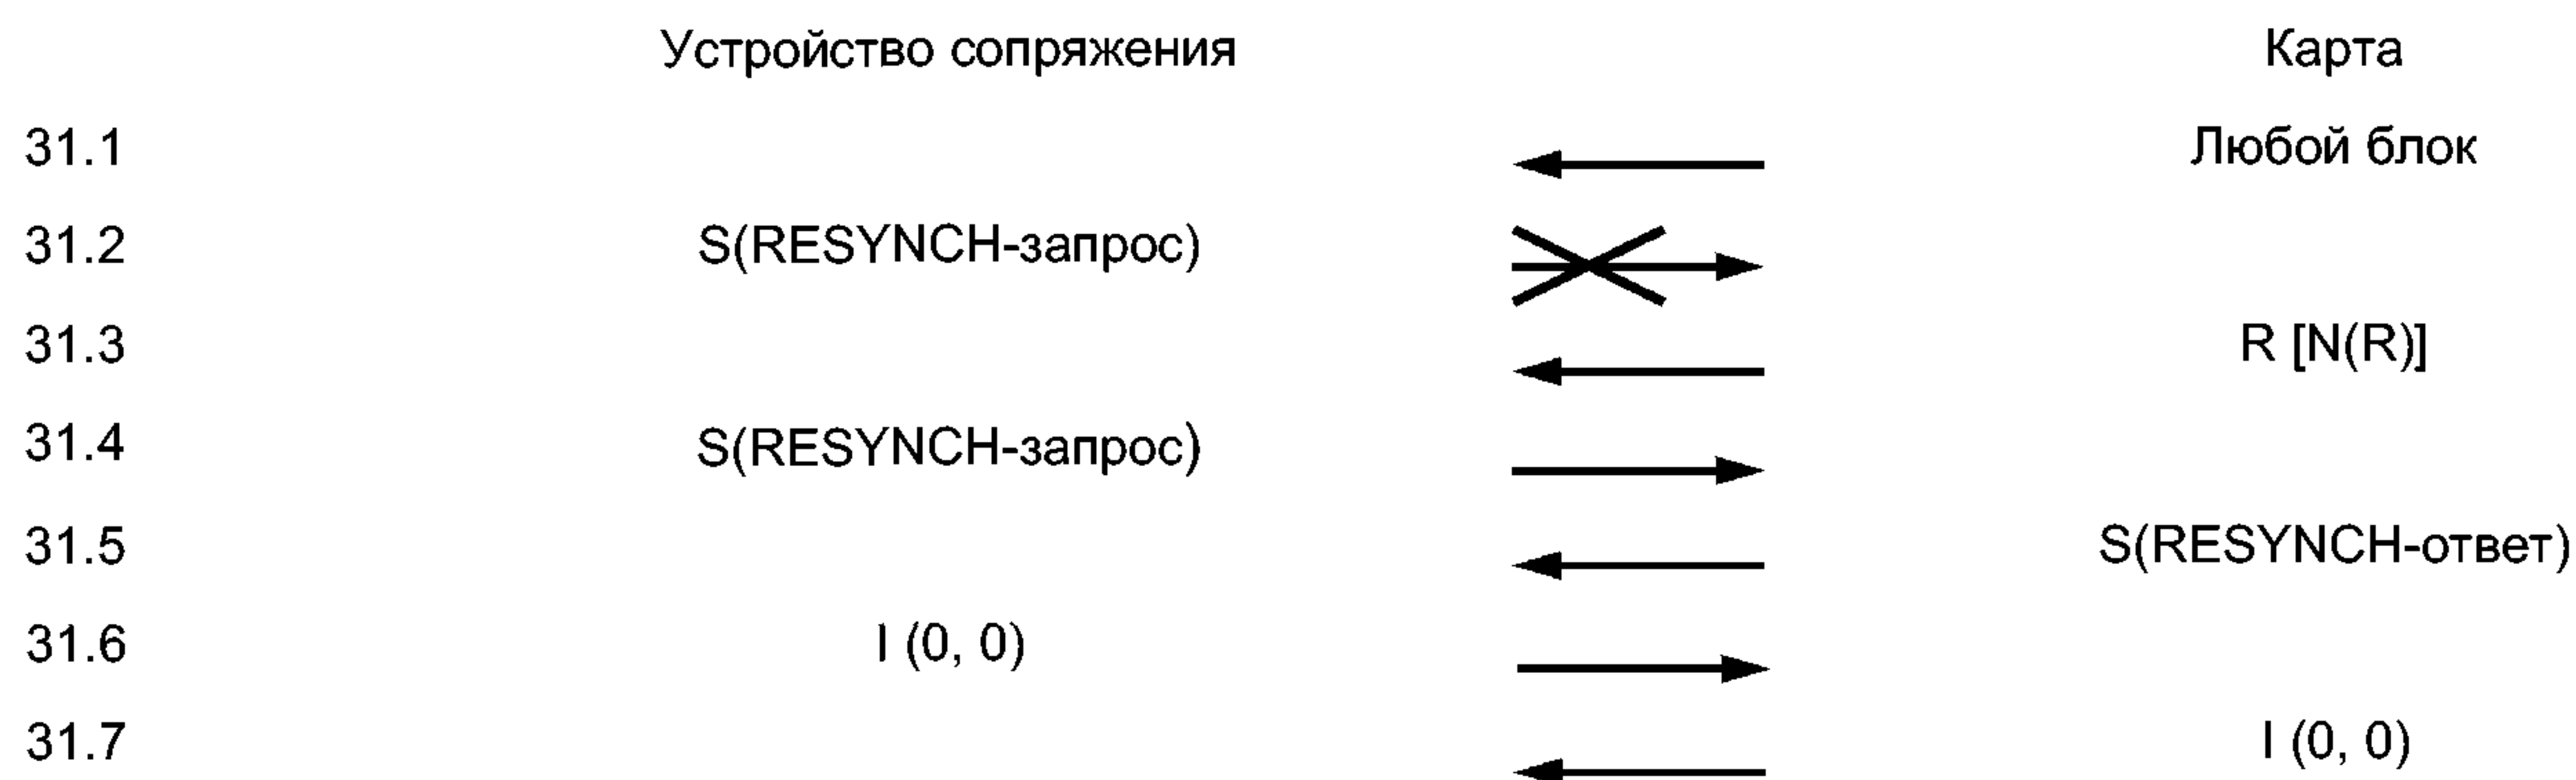 Устройство сопряжения Карта
31.1 Любой блок
31.2 S(RESYNCH-запрос)
31.3 R [N(R)]
31.4 S(RESYNCH-запрос)
31.5 S(RESYNCH-ответ)
31.6 I (0, 0)
31.7 I (0, 0)